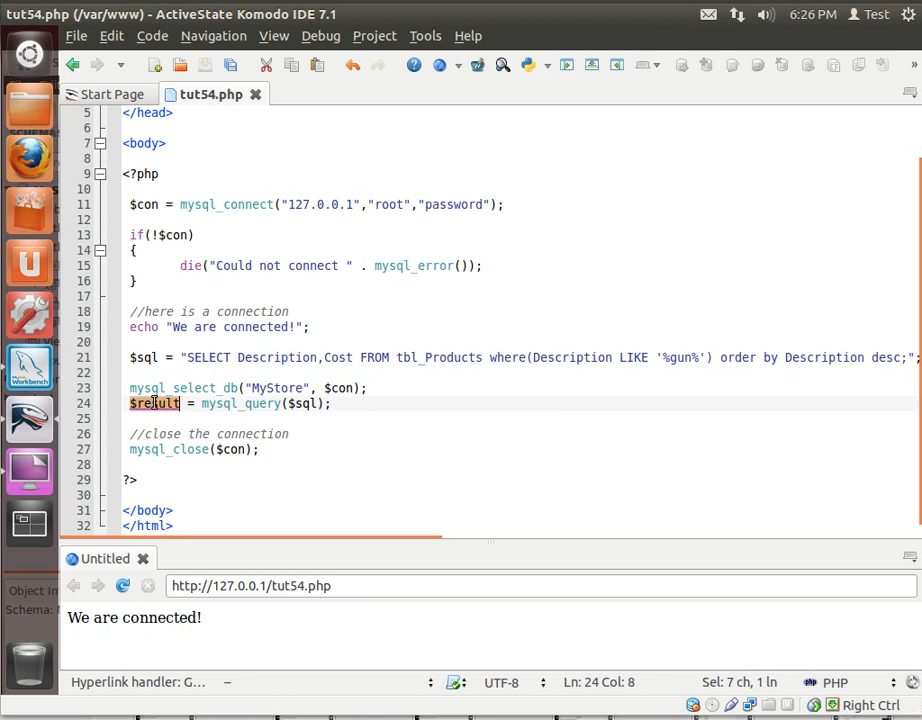 tut54.php (/var/www) - ActiveState Komodo IDE 7.1
6:26 PM Test
File Edit Code Navigation View Debug Project Tools Help
Start Page tut54.php
5 </head>
6
7 <body>
8
9 <?php
10
11 $con = mysql_connect("127.0.0.1","root","password");
12
13 if(!$con)
14 {
15 die("Could not connect " . mysql_error());
16 }
17
18 //here is a connection
19 echo "We are connected!";
20
21 $sql = "SELECT Description,Cost FROM tbl_Products where(Description LIKE '%gun%') order by Description desc;";
22
23 mysql_select_db("MyStore", $con);
24 $result = mysql_query($sql);
25
26 //close the connection
27 mysql_close($con);
28
29 ?>
30
31 </body>
32 </html>
Untitled
http://127.0.0.1/tut54.php
We are connected!
MySQL
Workbench
Object In
Schema:
Hyperlink handler: G... – UTF-8 Ln: 24 Col: 8 Sel: 7 ch, 1 ln PHP
Right Ctrl